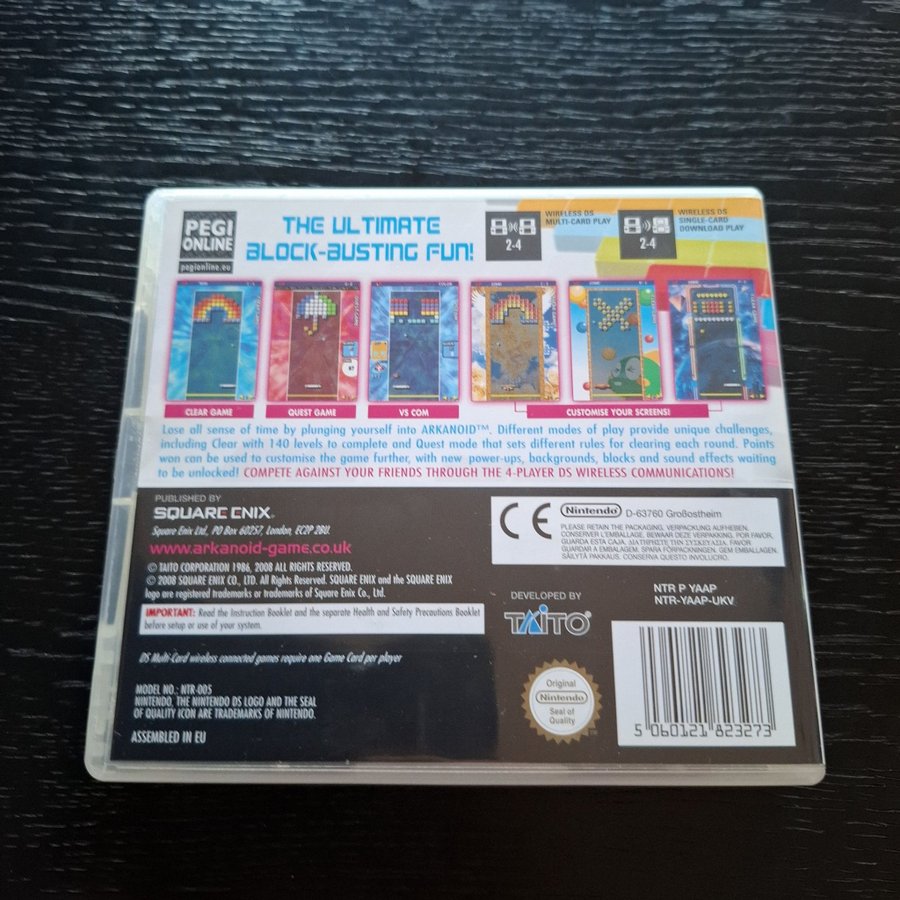 PEGI
ONLINE
pegionline.eu
THE ULTIMATE
BLOCK-BUSTING FUN!
2-4
WIRELESS DS
MULTI-CARD PLAY
2-4
WIRELESS DS
SINGLE-CARD
DOWNLOAD PLAY
CLEAR GAME
QUEST GAME
VS COM
CUSTOMISE YOUR SCREENS!
Lose all sense of time by plunging yourself into ARKANOID™. Different modes of play provide unique challenges,
including Clear with 140 levels to complete and Quest mode that sets different rules for clearing each round. Points
won can be used to customise the game further, with new power-ups, backgrounds, blocks and sound effects waiting
to be unlocked! COMPETE AGAINST YOUR FRIENDS THROUGH THE 4-PLAYER DS WIRELESS COMMUNICATIONS!
PUBLISHED BY
SQUARE ENIX.
Square Enix Ltd., PO Box 60257, London, EC2P 2BU.
www.arkanoid-game.co.uk
© TAITO CORPORATION 1986, 2008 ALL RIGHTS RESERVED.
© 2008 SQUARE ENIX CO., LTD. All Rights Reserved. SQUARE ENIX and the SQUARE ENIX
logo are registered trademarks or trademarks of Square Enix Co., Ltd.
IMPORTANT: Read the Instruction Booklet and the separate Health and Safety Precautions Booklet
before setup or use of your system.
DS Multi-Card wireless connected games require one Game Card per player
MODEL NO.: NTR-005
NINTENDO, THE NINTENDO DS LOGO AND THE SEAL
OF QUALITY ICON ARE TRADEMARKS OF NINTENDO.
ASSEMBLED IN EU
CE
Nintendo D-63760 Großostheim
PLEASE RETAIN THE PACKAGING. VERPACKUNG AUFHEBEN.
CONSERVER L'EMBALLAGE. BEWAAR DEZE VERPAKKING. POR FAVOR,
GUARDA ESTA CAJA. ΔΙΑΤΗΡΗΣΤΕ ΤΗΝ ΣΥΣΚΕΥΑΣΙΑ. FAVOR
GUARDAR A EMBALAGEM. SPARA FÖRPACKNINGEN. GEM EMBALLAGEN.
SÄILYTÄ PAKKAUS. CONSERVA QUESTO INVOLUCRO.
DEVELOPED BY
TAITO®
NTR P YAAP
NTR-YAAP-UKV
Original
Nintendo
Seal of
Quality
TM
5 060121 823273